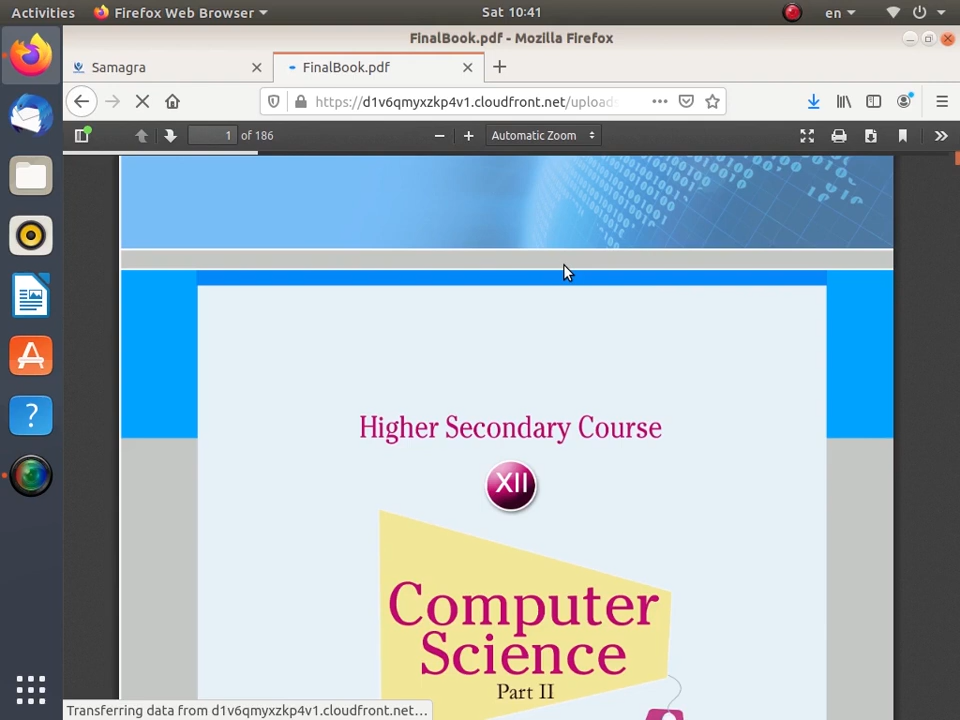 Activities
Firefox Web Browser
Sat 10:41
en
FinalBook.pdf - Mozilla Firefox
Samagra
FinalBook.pdf
https://d1v6qmyxzkp4v1.cloudfront.net/upload
1 of 186
Automatic Zoom
Higher Secondary Course
XII
Computer
Science
Part II
Transferring data from d1v6qmyxzkp4v1.cloudfront.net…